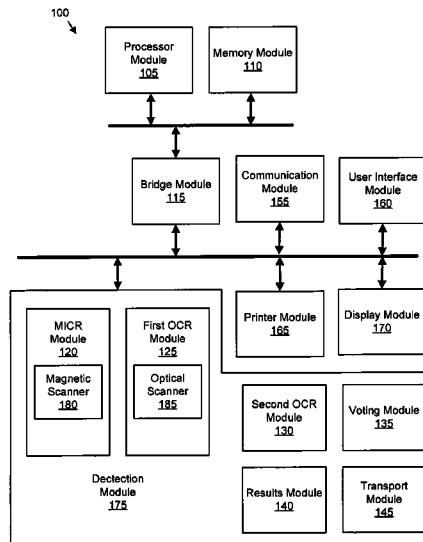 100
Processor
Module
105
Memory Module
110
Bridge Module
115
Communication
Module
155
User Interface
Module
160
MICR
Module
120
Magnetic
Scanner
180
First OCR
Module
125
Optical
Scanner
185
Printer Module
165
Display Module
170
Second OCR
Module
130
Voting Module
135
Dectection
Module
175
Results Module
140
Transport
Module
145